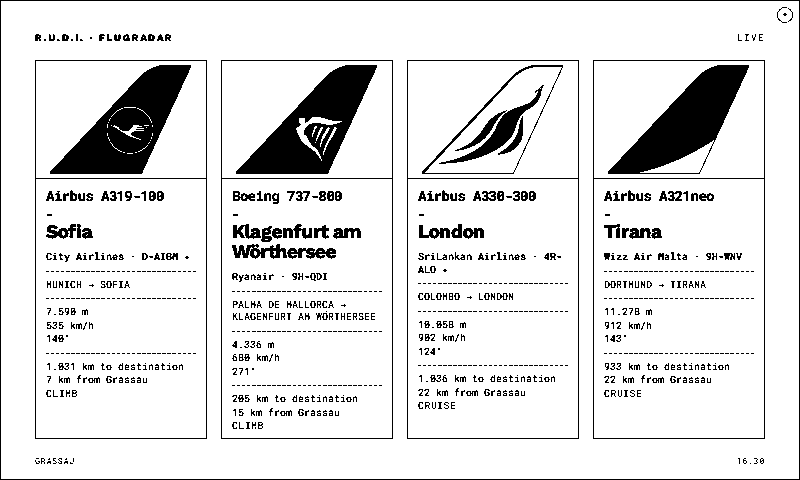 R.U.D.I. · FLUGRADAR
LIVE
Airbus A319-100
–
Sofia
City Airlines · D-AIBM ✦
MUNICH → SOFIA
7.590 m
535 km/h
140°
1.031 km to destination
7 km from Grassau
CLIMB
Boeing 737-800
–
Klagenfurt am
Wörthersee
Ryanair · 9H-QDI
PALMA DE MALLORCA →
KLAGENFURT AM WÖRTHERSEE
4.336 m
680 km/h
271°
205 km to destination
15 km from Grassau
CLIMB
Airbus A330-300
–
London
SriLankan Airlines · 4R-
ALO ✦
COLOMBO → LONDON
10.058 m
902 km/h
124°
1.036 km to destination
22 km from Grassau
CRUISE
Airbus A321neo
–
Tirana
Wizz Air Malta · 9H-WNV
DORTMUND → TIRANA
11.278 m
912 km/h
143°
933 km to destination
22 km from Grassau
CRUISE
GRASSAU
16.30